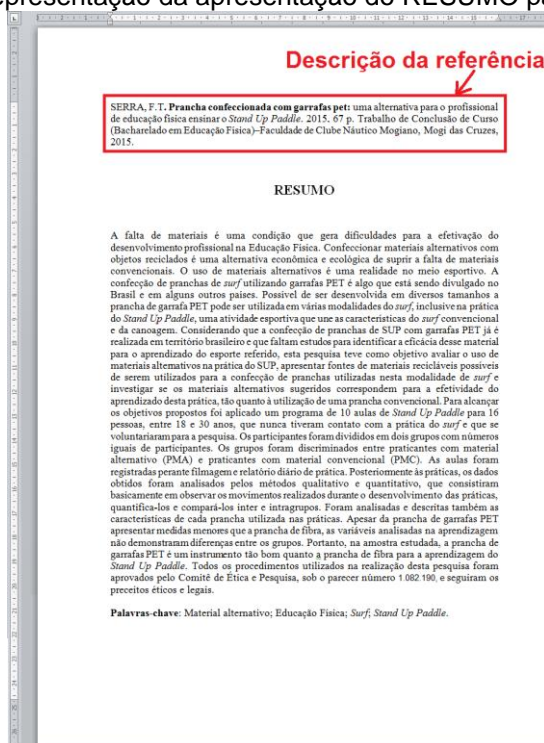 epresentação da apresentação do RESUMO pa
Descrição da referência
SERRA, F.T. Prancha confeccionada com garrafas pet: uma alternativa para o profissional
de educação física ensinar o Stand Up Paddle. 2015. 67 p. Trabalho de Conclusão de Curso
(Bacharelado em Educação Física)–Faculdade de Clube Náutico Mogiano, Mogi das Cruzes,
2015.
RESUMO
A falta de materiais é uma condição que gera dificuldades para a efetivação do
desenvolvimento profissional na Educação Física. Confeccionar materiais alternativos com
objetos reciclados é uma alternativa econômica e ecológica de suprir a falta de materiais
convencionais. O uso de materiais alternativos é uma realidade no meio esportivo. A
confecção de pranchas de surf utilizando garrafas PET é algo que está sendo divulgado no
Brasil e em alguns outros países. Possível de ser desenvolvida em diversos tamanhos a
prancha de garrafa PET pode ser utilizada em várias modalidades do surf, inclusive na prática
do Stand Up Paddle, uma atividade esportiva que une as características do surf convencional
e da canoagem. Considerando que a confecção de pranchas de SUP com garrafas PET já é
realizada em território brasileiro e que faltam estudos para identificar a eficácia desse material
para o aprendizado do esporte referido, esta pesquisa teve como objetivo avaliar o uso de
materiais alternativos na prática do SUP, apresentar fontes de materiais recicláveis possíveis
de serem utilizados para a confecção de pranchas utilizadas nesta modalidade de surf e
investigar se os materiais alternativos sugeridos correspondem para a efetividade do
aprendizado desta prática, tão quanto à utilização de uma prancha convencional. Para alcançar
os objetivos propostos foi aplicado um programa de 10 aulas de Stand Up Paddle para 16
pessoas, entre 18 e 30 anos, que nunca tiveram contato com a prática do surf e que se
voluntariaram para a pesquisa. Os participantes foram divididos em dois grupos com números
iguais de participantes. Os grupos foram discriminados entre praticantes com material
alternativo (PMA) e praticantes com material convencional (PMC). As aulas foram
registradas perante filmagem e relatório diário de prática. Posteriormente às práticas, os dados
obtidos foram analisados pelos métodos qualitativo e quantitativo, que consistiram
basicamente em observar os movimentos realizados durante o desenvolvimento das práticas,
quantifica-los e compará-los inter e intragrupos. Foram analisadas e descritas também as
características de cada prancha utilizada nas práticas. Apesar da prancha de garrafas PET
apresentar medidas menores que a prancha de fibra, as variáveis analisadas na aprendizagem
não demonstraram diferenças entre os grupos. Portanto, na amostra estudada, a prancha de
garrafas PET é um instrumento tão bom quanto a prancha de fibra para a aprendizagem do
Stand Up Paddle. Todos os procedimentos utilizados na realização desta pesquisa foram
aprovados pelo Comitê de Ética e Pesquisa, sob o parecer número 1.082.190, e seguiram os
preceitos éticos e legais.
Palavras-chave: Material alternativo; Educação Física; Surf; Stand Up Paddle.